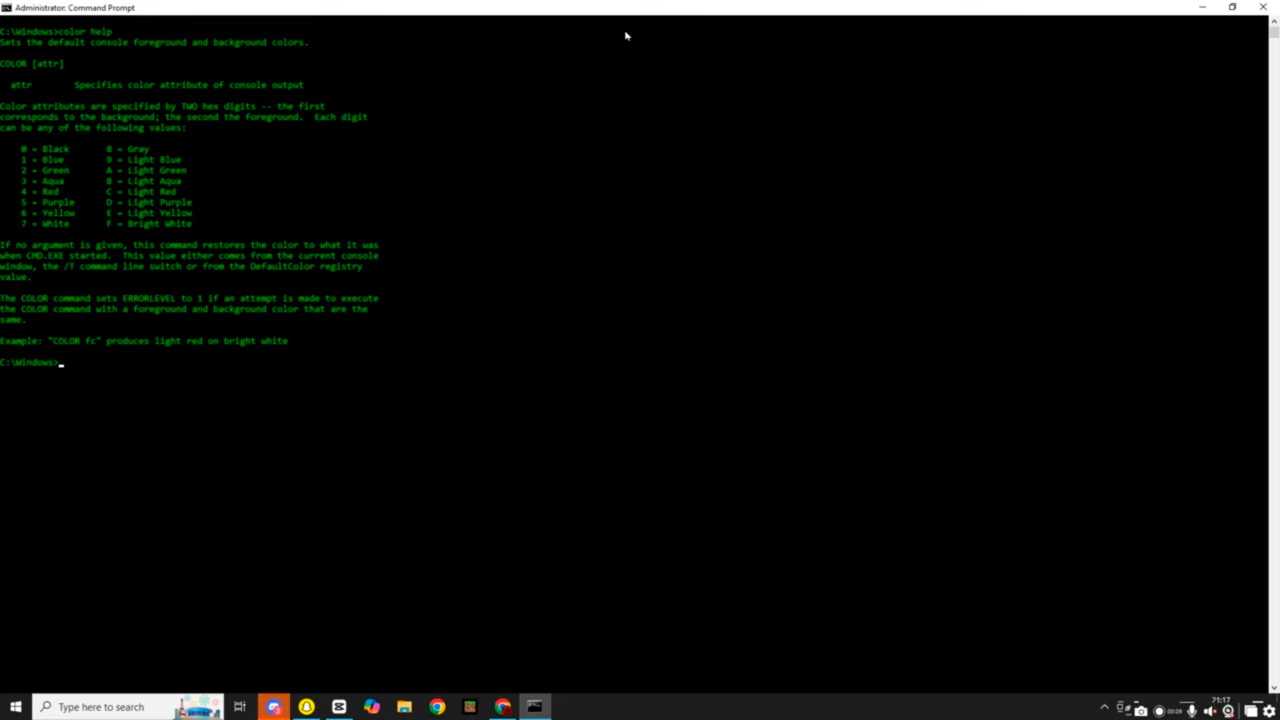 Administrator: Command Prompt
C:\Windows>color help
Sets the default console foreground and background colors.
COLOR [attr]
attr Specifies color attribute of console output
Color attributes are specified by TWO hex digits -- the first
corresponds to the background; the second the foreground. Each digit
can be any of the following values:
0 = Black 8 = Gray
1 = Blue 9 = Light Blue
2 = Green A = Light Green
3 = Aqua B = Light Aqua
4 = Red C = Light Red
5 = Purple D = Light Purple
6 = Yellow E = Light Yellow
7 = White F = Bright White
If no argument is given, this command restores the color to what it was
when CMD.EXE started. This value either comes from the current console
window, the /T command line switch or from the DefaultColor registry
value.
The COLOR command sets ERRORLEVEL to 1 if an attempt is made to execute
the COLOR command with a foreground and background color that are the
same.
Example: "COLOR fc" produces light red on bright white
C:\Windows>
Type here to search
21:17
00:28